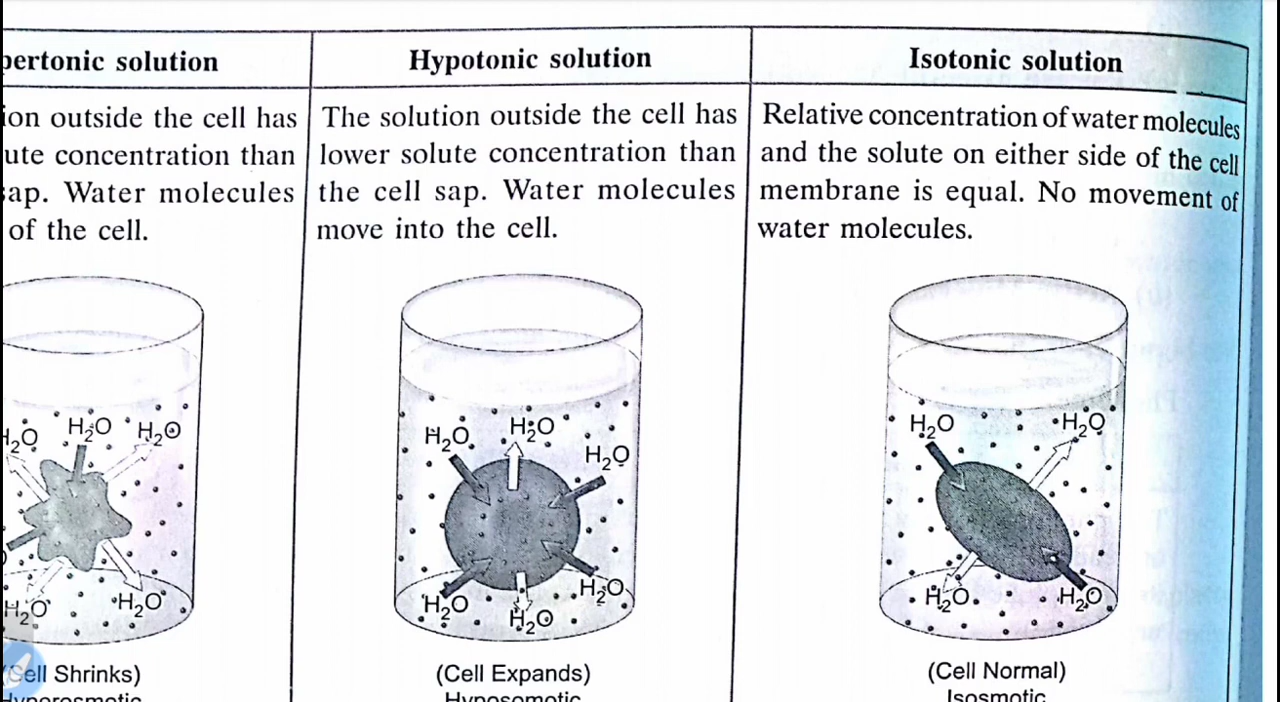 pertonic solution
Hypotonic solution
Isotonic solution
ion outside the cell has
ute concentration than
sap. Water molecules
of the cell.
The solution outside the cell has
lower solute concentration than
the cell sap. Water molecules
move into the cell.
Relative concentration of water molecules
and the solute on either side of the cell
membrane is equal. No movement of
water molecules.
H₂O
H₂O
H₂O
H₂O
H₂O
(Cell Shrinks)
H₂O
H₂O
H₂O
H₂O
H₂O
H₂O
(Cell Expands)
Hyposomotic
H₂O
H₂O
H₂O
H₂O
(Cell Normal)
Isosmotic